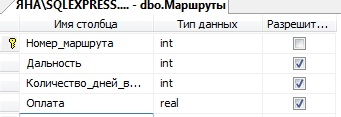 ЯНА\SQLEXPRESS.... - dbo.Маршруты
Имя столбца Тип данных Разрешит...
Номер_маршрута int
Дальность int
Количество_дней_в... int
Оплата real